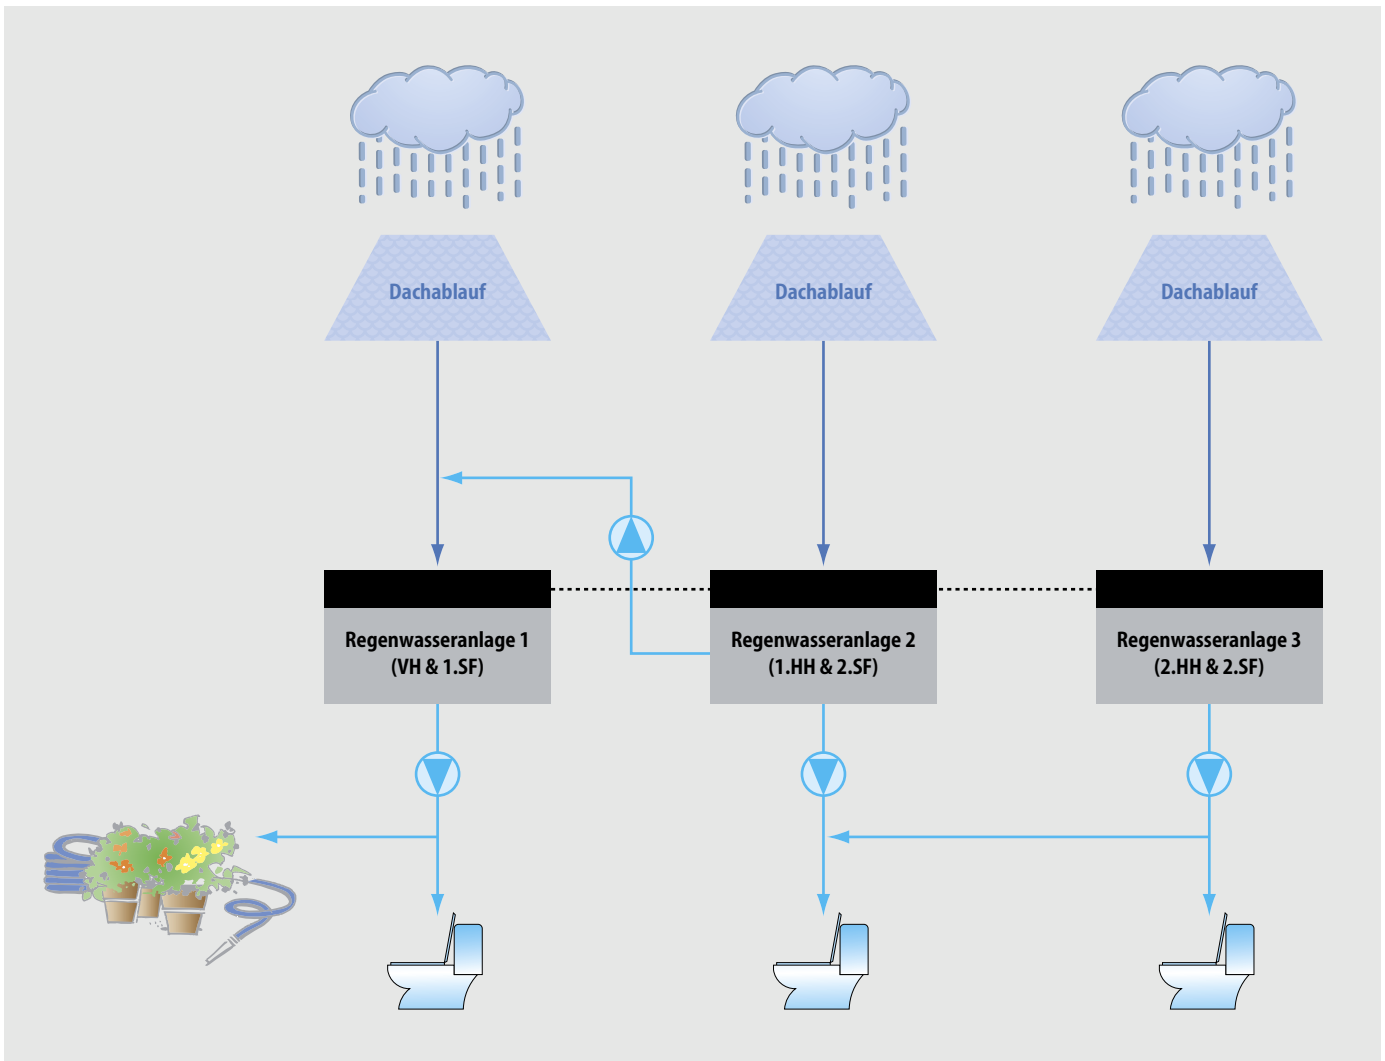 Dachablauf
Dachablauf
Dachablauf
Regenwasseranlage 1
(VH & 1.SF)
Regenwasseranlage 2
(1.HH & 2.SF)
Regenwasseranlage 3
(2.HH & 2.SF)